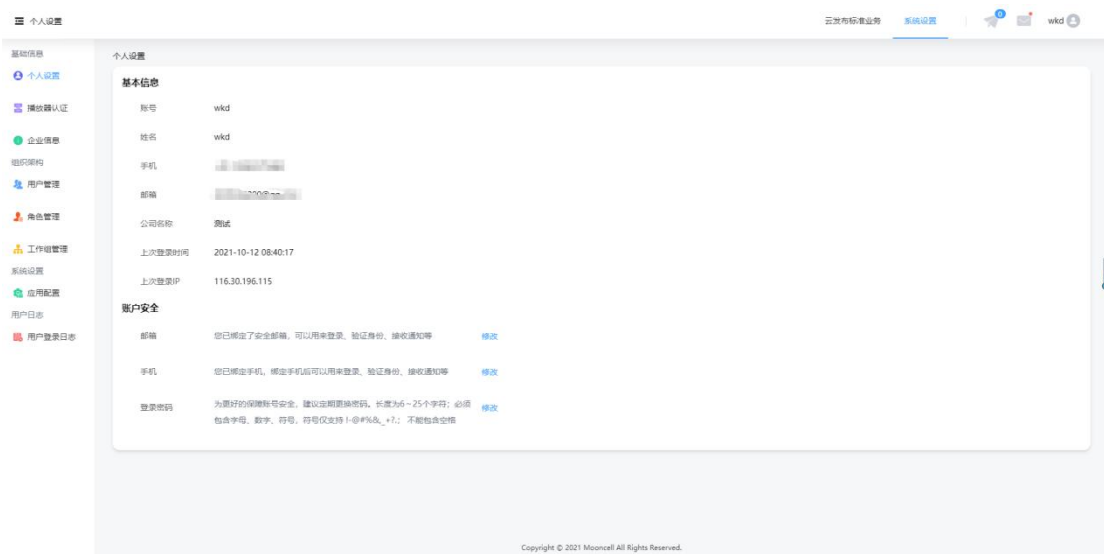 个人设置
云发布标准业务
系统设置
0
wkd
基础信息
个人设置
播放器认证
企业信息
组织架构
用户管理
角色管理
工作组管理
系统设置
应用配置
用户日志
用户登录日志
个人设置
基本信息
账号 wkd
姓名 wkd
手机
邮箱
公司名称 测试
上次登录时间 2021-10-12 08:40:17
上次登录IP 116.30.196.115
账户安全
邮箱 您已绑定了安全邮箱，可以用来登录、验证身份、接收通知等 修改
手机 您已绑定手机，绑定手机后可以用来登录、验证身份、接收通知等 修改
登录密码 为更好的保障账号安全，建议定期更换密码。长度为6~25个字符；必须 修改
包含字母、数字、符号，符号仅支持 !-@#%&,_+?.； 不能包含空格
Copyright © 2021 Mooncell All Rights Reserved.